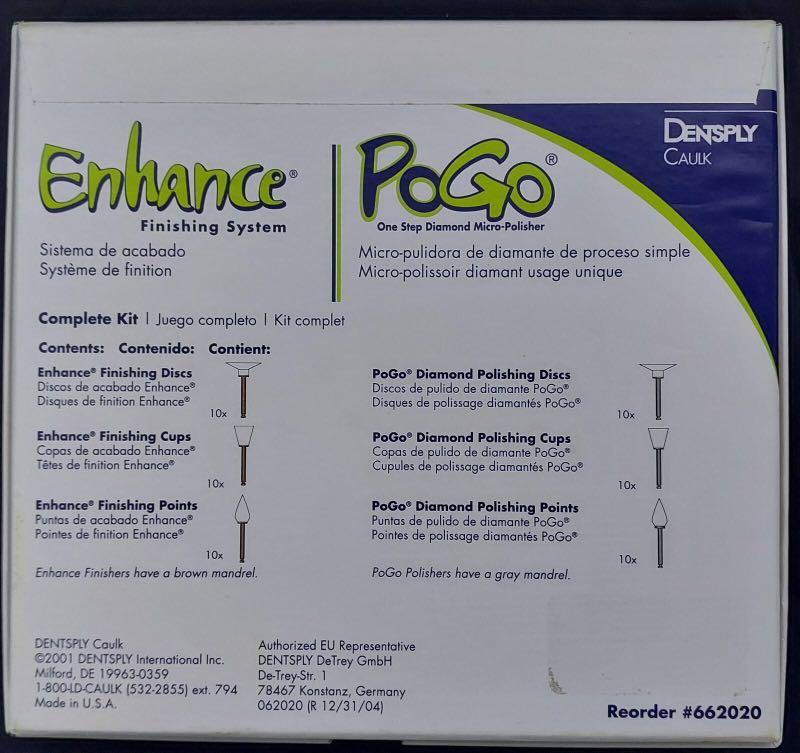 DENTSPLY
CAULK
Enhance®
Finishing System
Sistema de acabado
Système de finition
PoGo®
One Step Diamond Micro-Polisher
Micro-pulidora de diamante de proceso simple
Micro-polissoir diamant usage unique
Complete Kit | Juego completo | Kit complet
Contents: Contenido: Contient:
Enhance® Finishing Discs
Discos de acabado Enhance®
Disques de finition Enhance®
10x
Enhance® Finishing Cups
Copas de acabado Enhance®
Têtes de finition Enhance®
10x
Enhance® Finishing Points
Puntas de acabado Enhance®
Pointes de finition Enhance®
10x
Enhance Finishers have a brown mandrel.
PoGo® Diamond Polishing Discs
Discos de pulido de diamante PoGo®
Disques de polissage diamantés PoGo®
10x
PoGo® Diamond Polishing Cups
Copas de pulido de diamante PoGo®
Cupules de polissage diamantés PoGo®
10x
PoGo® Diamond Polishing Points
Puntas de pulido de diamante PoGo®
Pointes de polissage diamantés PoGo®
10x
PoGo Polishers have a gray mandrel.
DENTSPLY Caulk
©2001 DENTSPLY International Inc.
Milford, DE 19963-0359
1-800-LD-CAULK (532-2855) ext. 794
Made in U.S.A.
Authorized EU Representative
DENTSPLY DeTrey GmbH
De-Trey-Str. 1
78467 Konstanz, Germany
062020 (R 12/31/04)
Reorder #662020